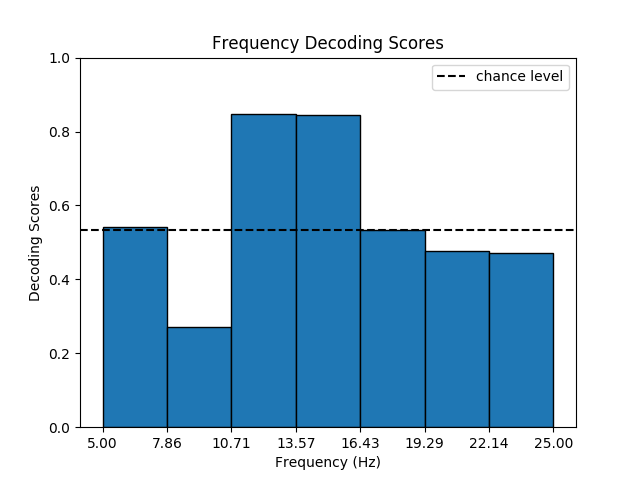 Frequency Decoding Scores
chance level
1.0
0.8
0.6
0.4
0.2
0.0
Decoding Scores
5.00 7.86 10.71 13.57 16.43 19.29 22.14 25.00
Frequency (Hz)